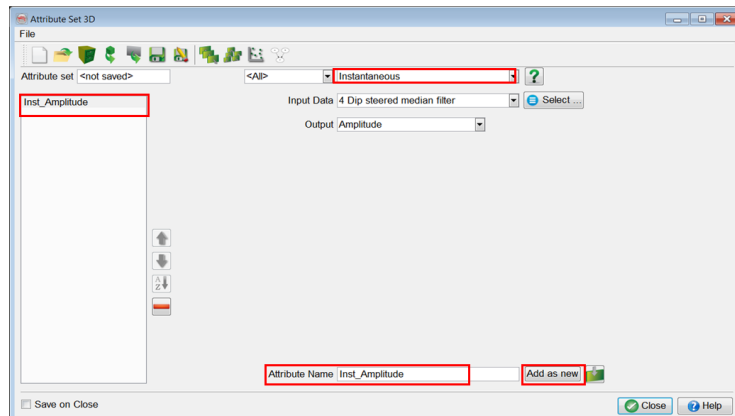 Attribute Set 3D
File
Attribute set <not saved> <All> Instantaneous ?
Inst_Amplitude
Input Data 4 Dip steered median filter Select ...
Output Amplitude
A
Z
Attribute Name Inst_Amplitude Add as new
Save on Close Close ? Help